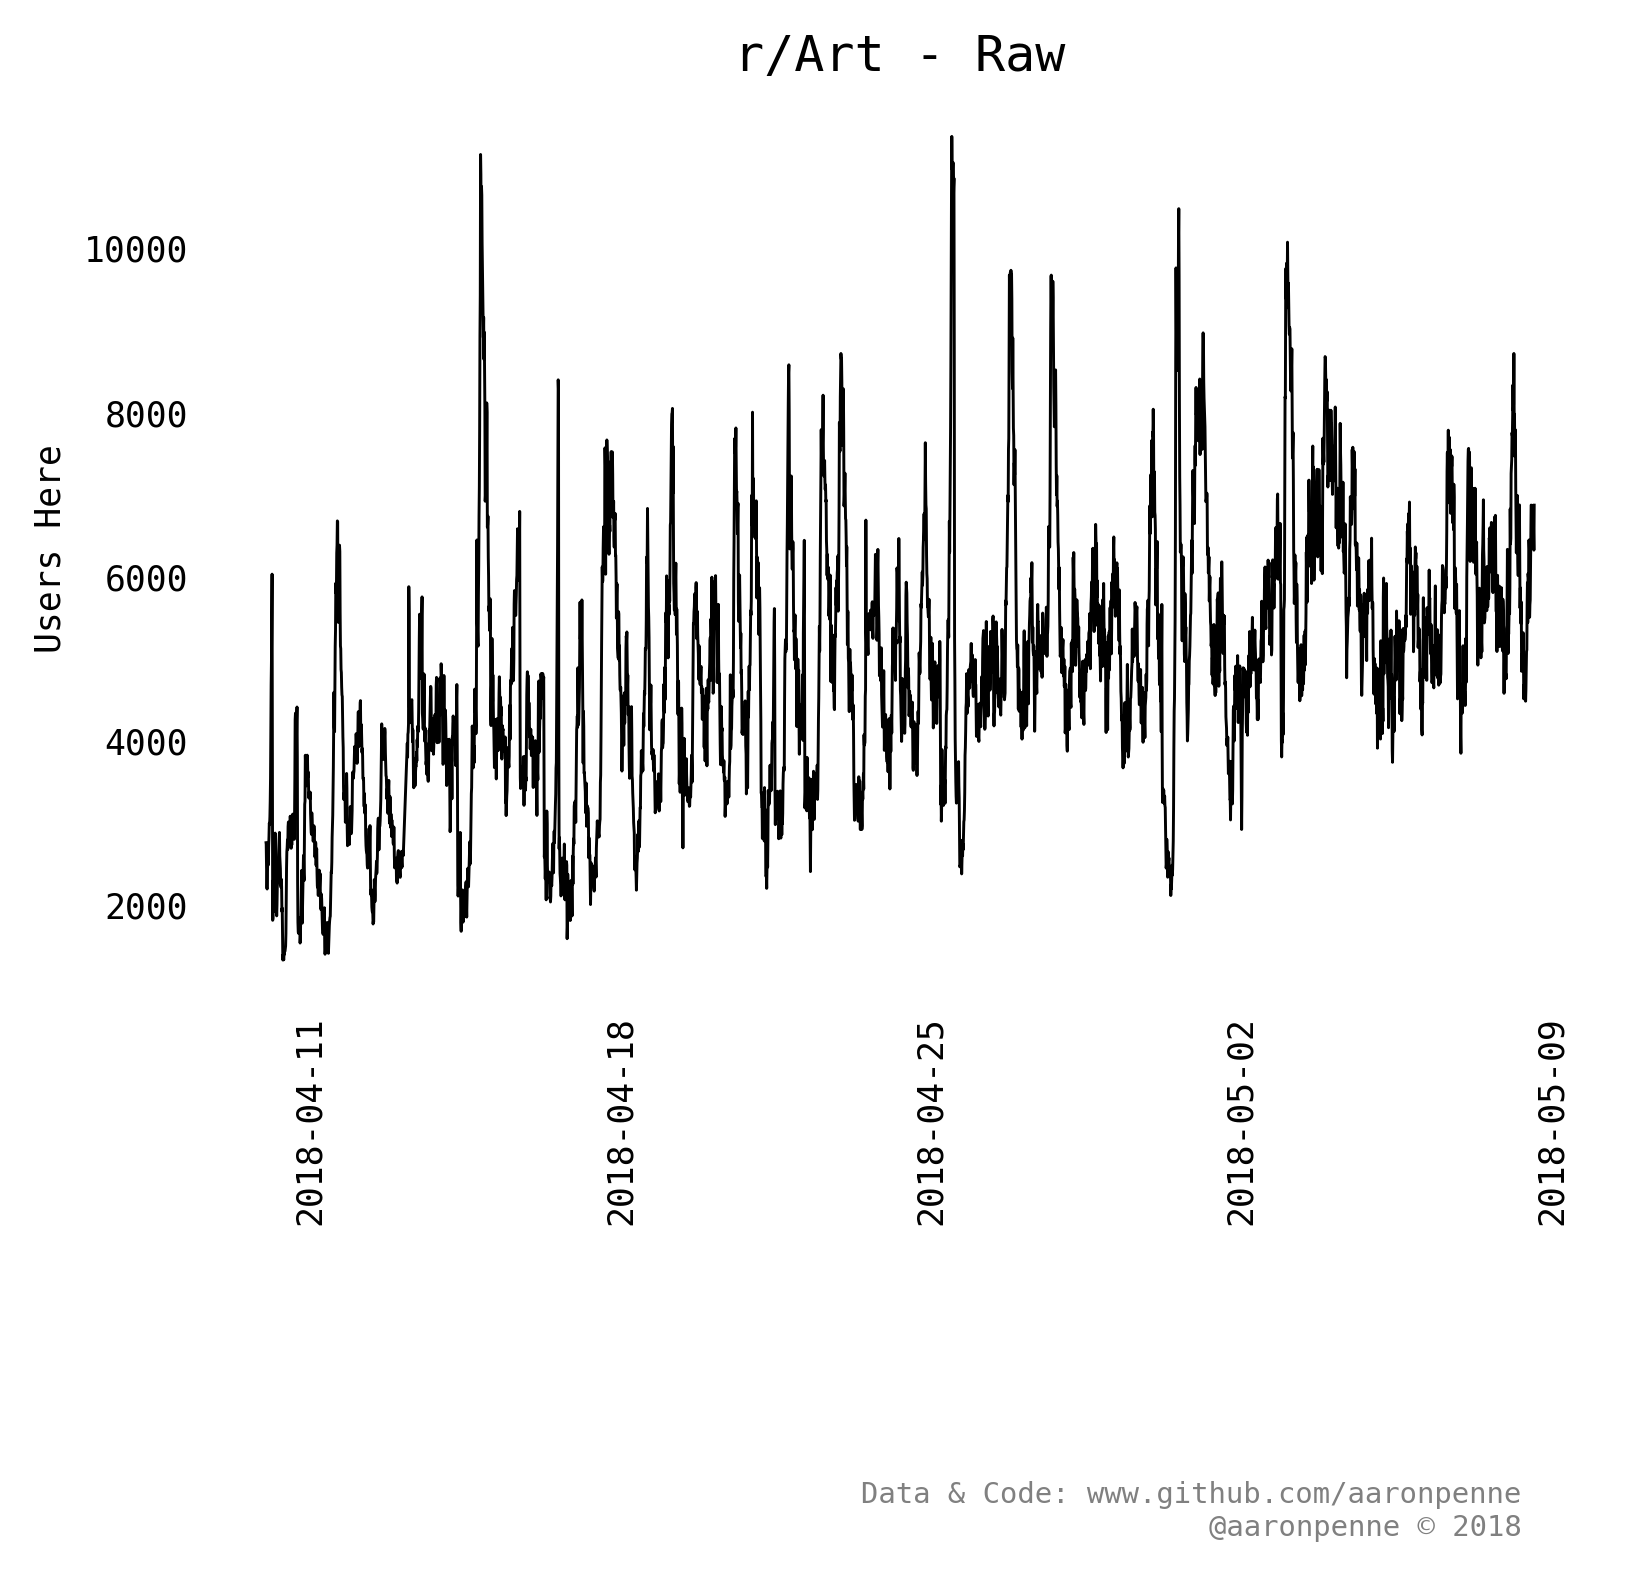 r/Art - Raw
Users Here
10000
8000
6000
4000
2000
2018-04-11
2018-04-18
2018-04-25
2018-05-02
2018-05-09
Data & Code: www.github.com/aaronpenne
@aaronpenne © 2018